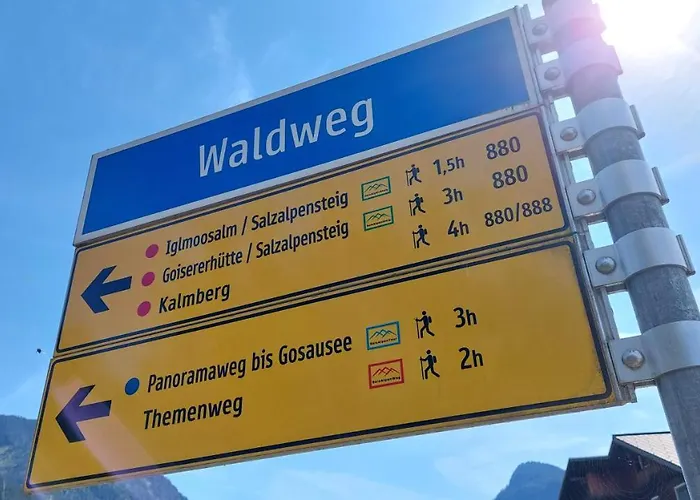 Waldweg
Iglmoosalm / Salzalpensteig 1,5h 880
Goisererhütte / Salzalpensteig 3h 880
Kalmberg 4h 880/888
Panoramaweg bis Gosausee 3h
Themenweg 2h